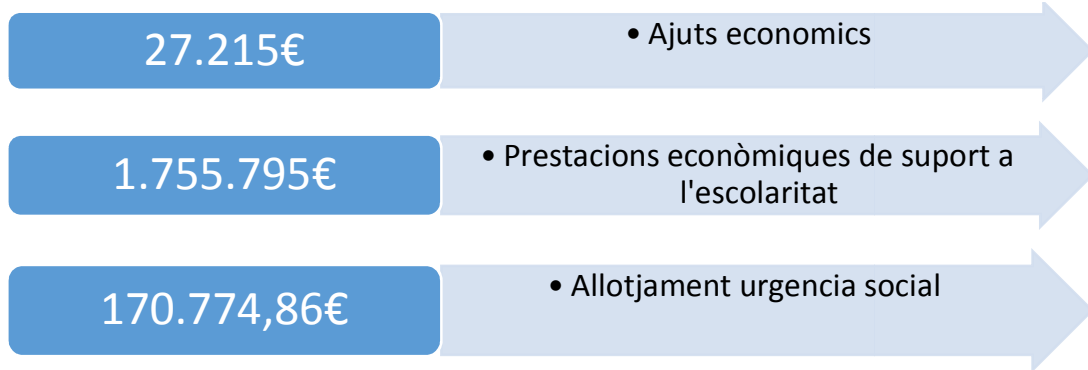 27.215€
• Ajuts economics
1.755.795€
• Prestacions econòmiques de suport a
l'escolaritat
170.774,86€
• Allotjament urgencia social